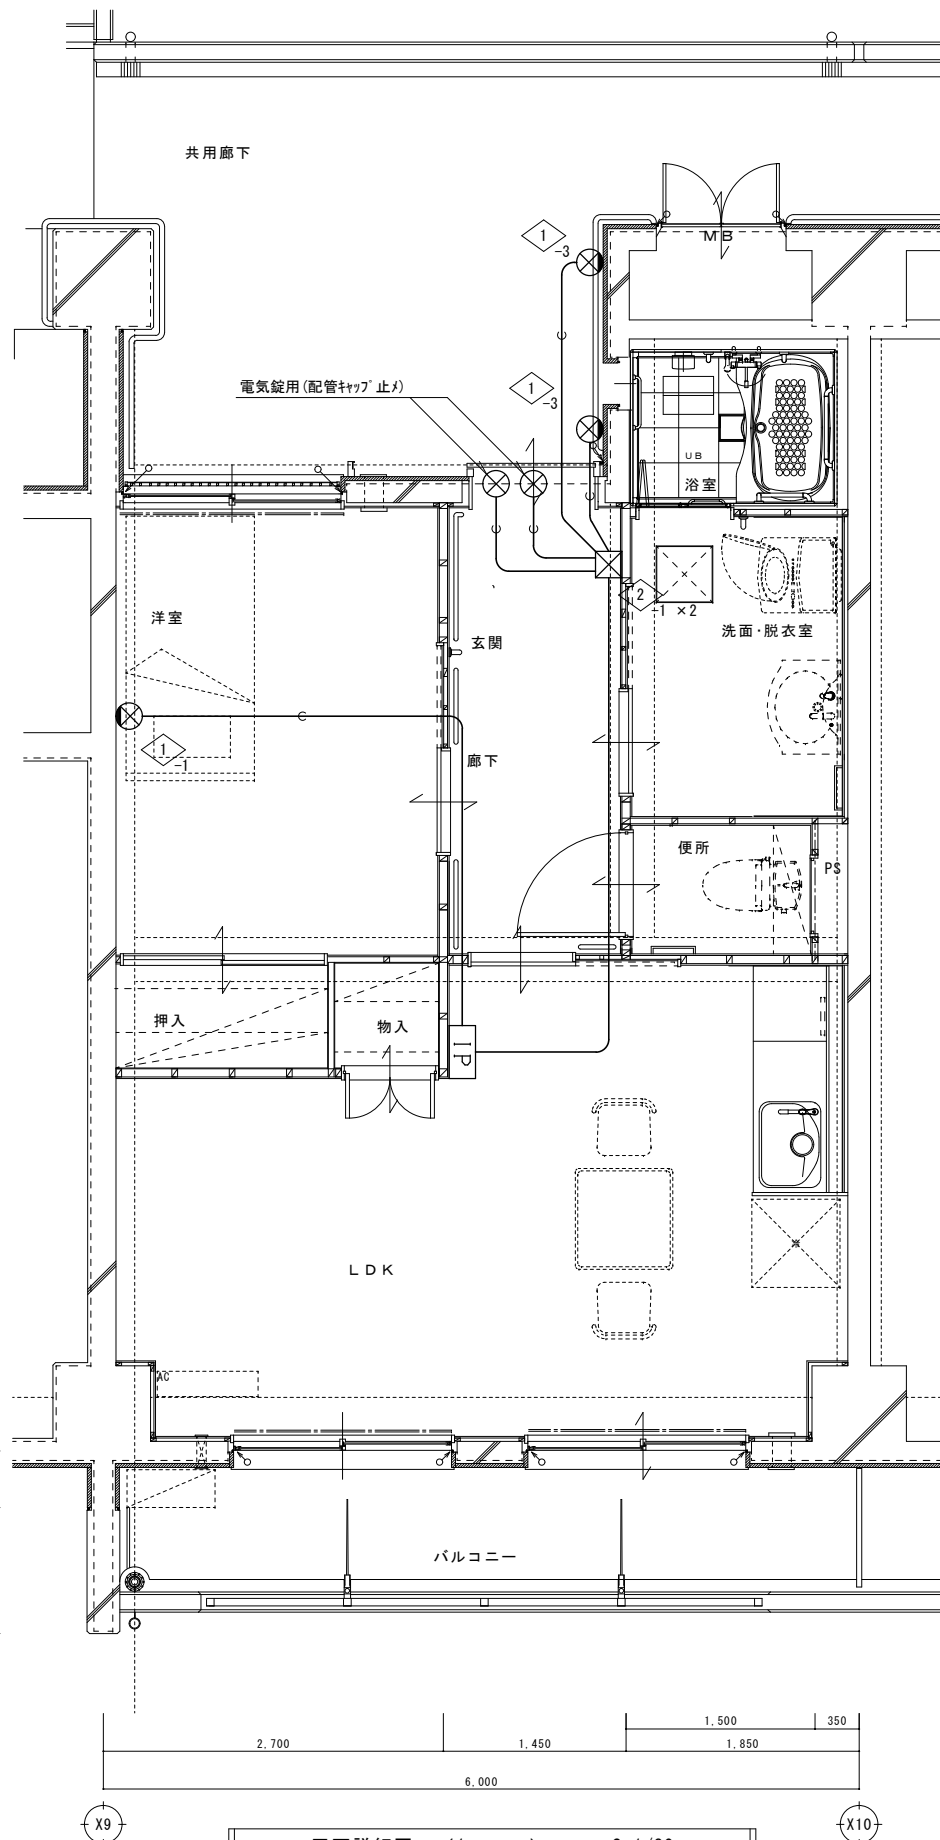 共用廊下
MB
1
-3
電気錠用(配管ｷｬｯﾌﾟ止ﾒ)
1
-3
UB
浴室
洋室
玄関
2
-1 ×2
洗面・脱衣室
1
-1
廊下
便所
PS
押入
物入
IP
LDK
AC
バルコニー
1,500
350
2,700
1,450
1,850
6,000
X9
X10